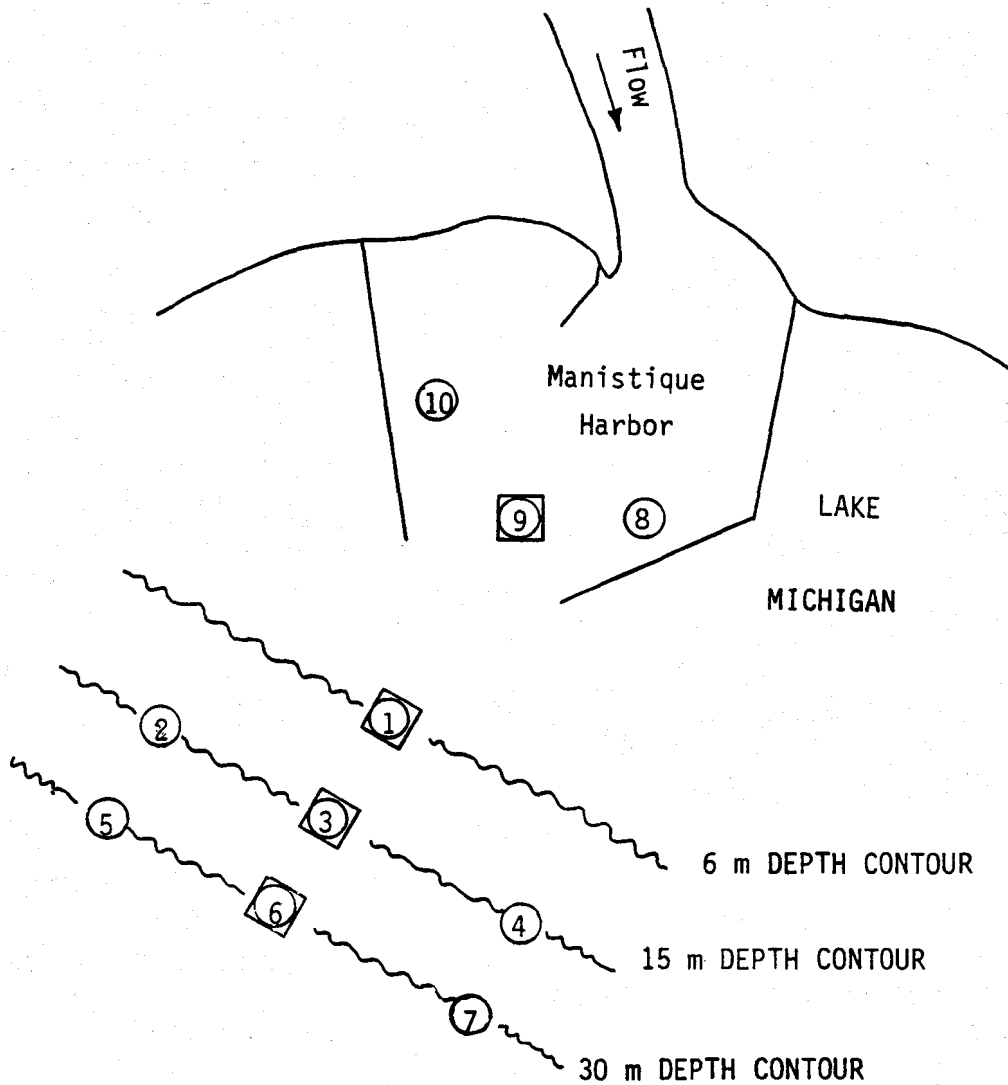 Flow
Manistique
Harbor
10
9
8
LAKE
MICHIGAN
1
2
3
5
6 m DEPTH CONTOUR
6
4
15 m DEPTH CONTOUR
7
30 m DEPTH CONTOUR